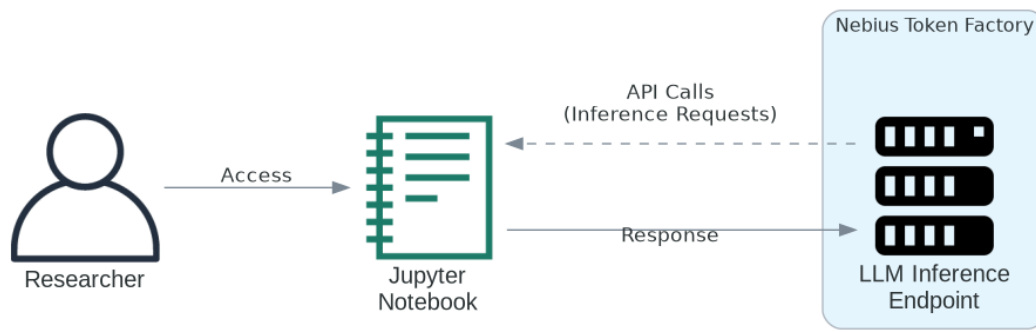 Nebius Token Factory
API Calls
(Inference Requests)
Access
Response
Researcher
Jupyter
Notebook
LLM Inference
Endpoint